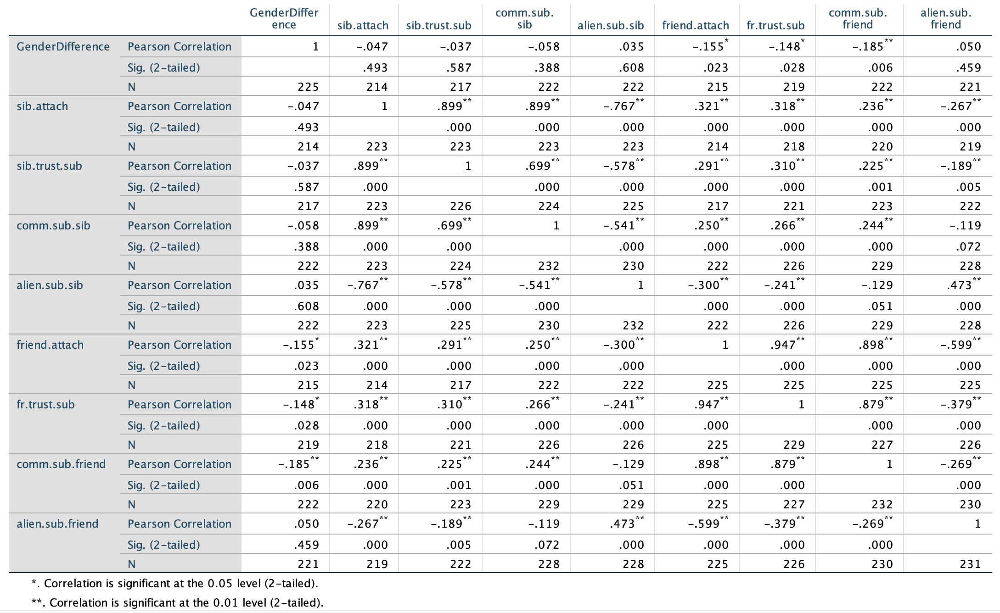 GenderDiffer
ence sib.attach sib.trust.sub comm.sub.
sib alien.sub.sib friend.attach fr.trust.sub comm.sub.
friend alien.sub.
friend
GenderDifference Pearson Correlation 1 -.047 -.037 -.058 .035 -.155* -.148* -.185** .050
Sig. (2-tailed) .493 .587 .388 .608 .023 .028 .006 .459
N 225 214 217 222 222 215 219 222 221
sib.attach Pearson Correlation -.047 1 .899** .899** -.767** .321** .318** .236** -.267**
Sig. (2-tailed) .493 .000 .000 .000 .000 .000 .000 .000
N 214 223 223 223 223 214 218 220 219
sib.trust.sub Pearson Correlation -.037 .899** 1 .699** -.578** .291** .310** .225** -.189**
Sig. (2-tailed) .587 .000 .000 .000 .000 .000 .001 .005
N 217 223 226 224 225 217 221 223 222
comm.sub.sib Pearson Correlation -.058 .899** .699** 1 -.541** .250** .266** .244** -.119
Sig. (2-tailed) .388 .000 .000 .000 .000 .000 .000 .072
N 222 223 224 232 230 222 226 229 228
alien.sub.sib Pearson Correlation .035 -.767** -.578** -.541** 1 -.300** -.241** -.129 .473**
Sig. (2-tailed) .608 .000 .000 .000 .000 .000 .051 .000
N 222 223 225 230 232 222 226 229 228
friend.attach Pearson Correlation -.155* .321** .291** .250** -.300** 1 .947** .898** -.599**
Sig. (2-tailed) .023 .000 .000 .000 .000 .000 .000 .000
N 215 214 217 222 222 225 225 225 225
fr.trust.sub Pearson Correlation -.148* .318** .310** .266** -.241** .947** 1 .879** -.379**
Sig. (2-tailed) .028 .000 .000 .000 .000 .000 .000 .000
N 219 218 221 226 226 225 229 227 226
comm.sub.friend Pearson Correlation -.185** .236** .225** .244** -.129 .898** .879** 1 -.269**
Sig. (2-tailed) .006 .000 .001 .000 .051 .000 .000 .000
N 222 220 223 229 229 225 227 232 230
alien.sub.friend Pearson Correlation .050 -.267** -.189** -.119 .473** -.599** -.379** -.269** 1
Sig. (2-tailed) .459 .000 .005 .072 .000 .000 .000 .000
N 221 219 222 228 228 225 226 230 231
*. Correlation is significant at the 0.05 level (2-tailed).
**. Correlation is significant at the 0.01 level (2-tailed).